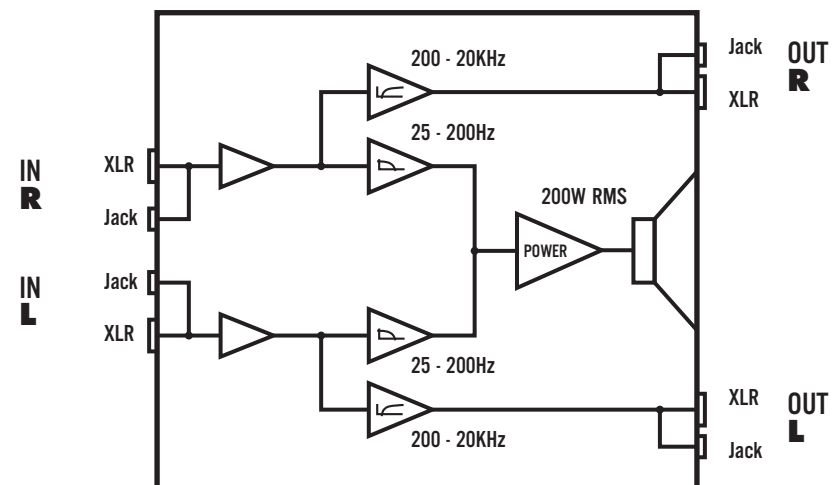 200 - 20KHz
Jack
OUT
R
XLR
25 - 200Hz
IN
R
XLR
Jack
200W RMS
POWER
IN
L
Jack
XLR
25 - 200Hz
200 - 20KHz
XLR
OUT
L
Jack